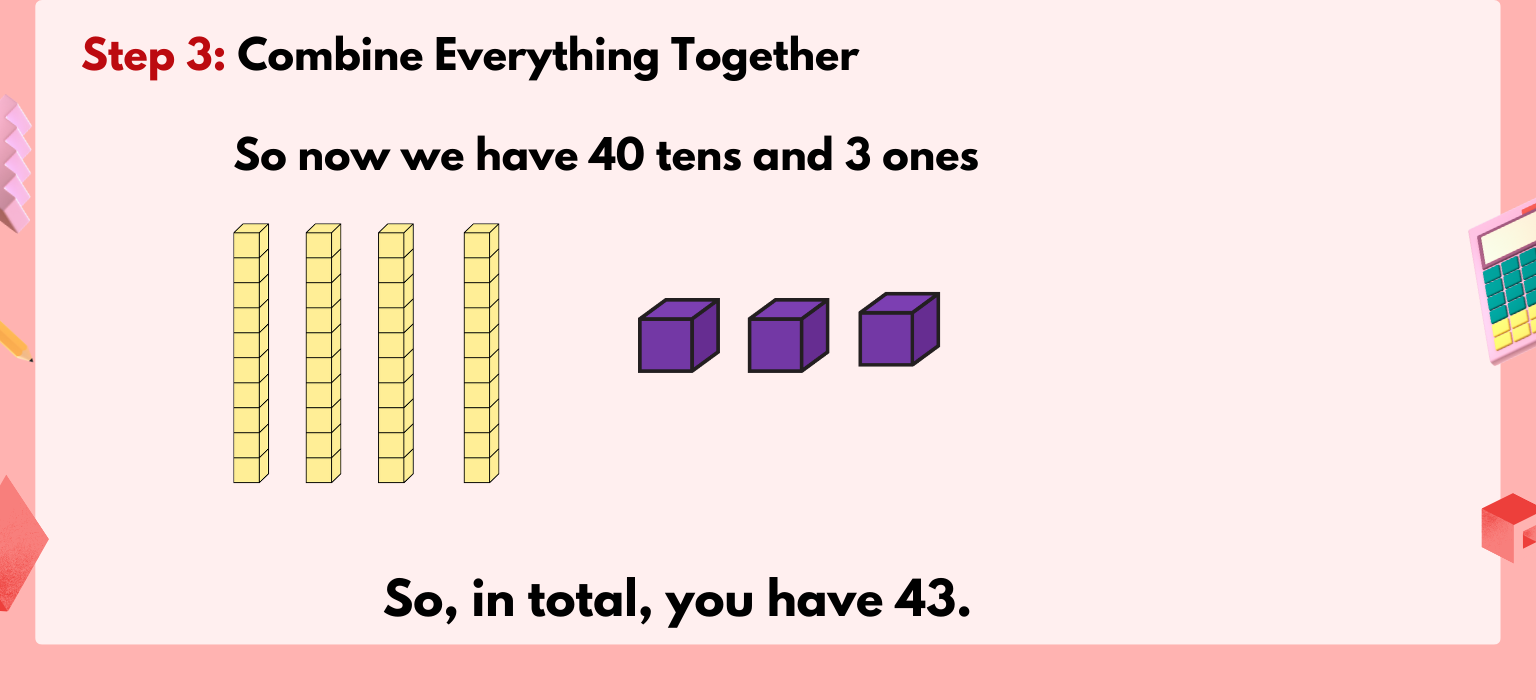 Step 3: Combine Everything Together
So now we have 40 tens and 3 ones
So, in total, you have 43.